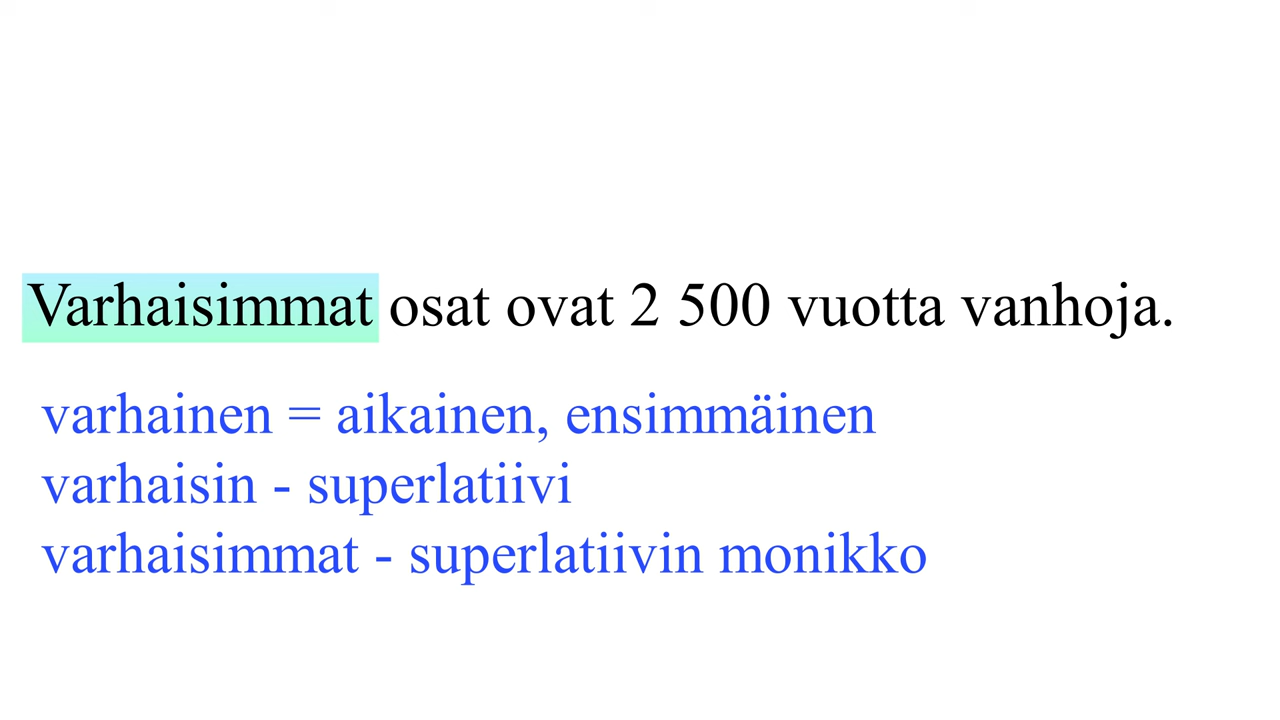 Varhaisimmat osat ovat 2 500 vuotta vanhoja.
varhainen = aikainen, ensimmäinen
varhaisin - superlatiivi
varhaisimmat - superlatiivin monikko